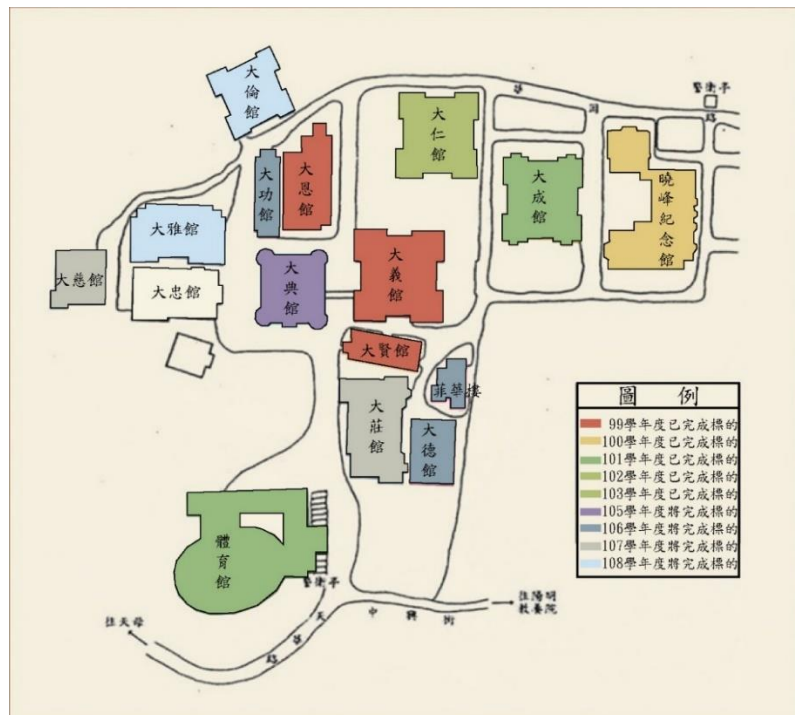 大倫館
華
岡
路
警衛亭
大仁館
大恩館
大功館
大成館
曉峰紀念館
大雅館
大慈館
大典館
大義館
大忠館
大賢館
菲華樓
大莊館
大德館
圖 例
99學年度已完成標的
100學年度已完成標的
101學年度已完成標的
102學年度已完成標的
103學年度已完成標的
105學年度將完成標的
106學年度將完成標的
107學年度將完成標的
108學年度將完成標的
體育館
警衛亭
往天母
華
天
路
中
興
街
往陽明
教養院